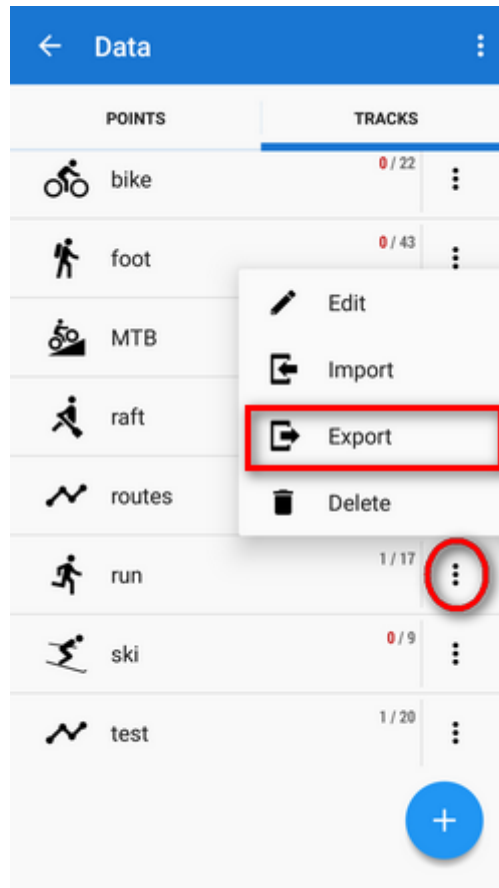 Data
POINTS
TRACKS
bike
0 / 22
foot
0 / 43
Edit
MTB
Import
raft
Export
routes
Delete
run
1 / 17
ski
0 / 9
test
1 / 20